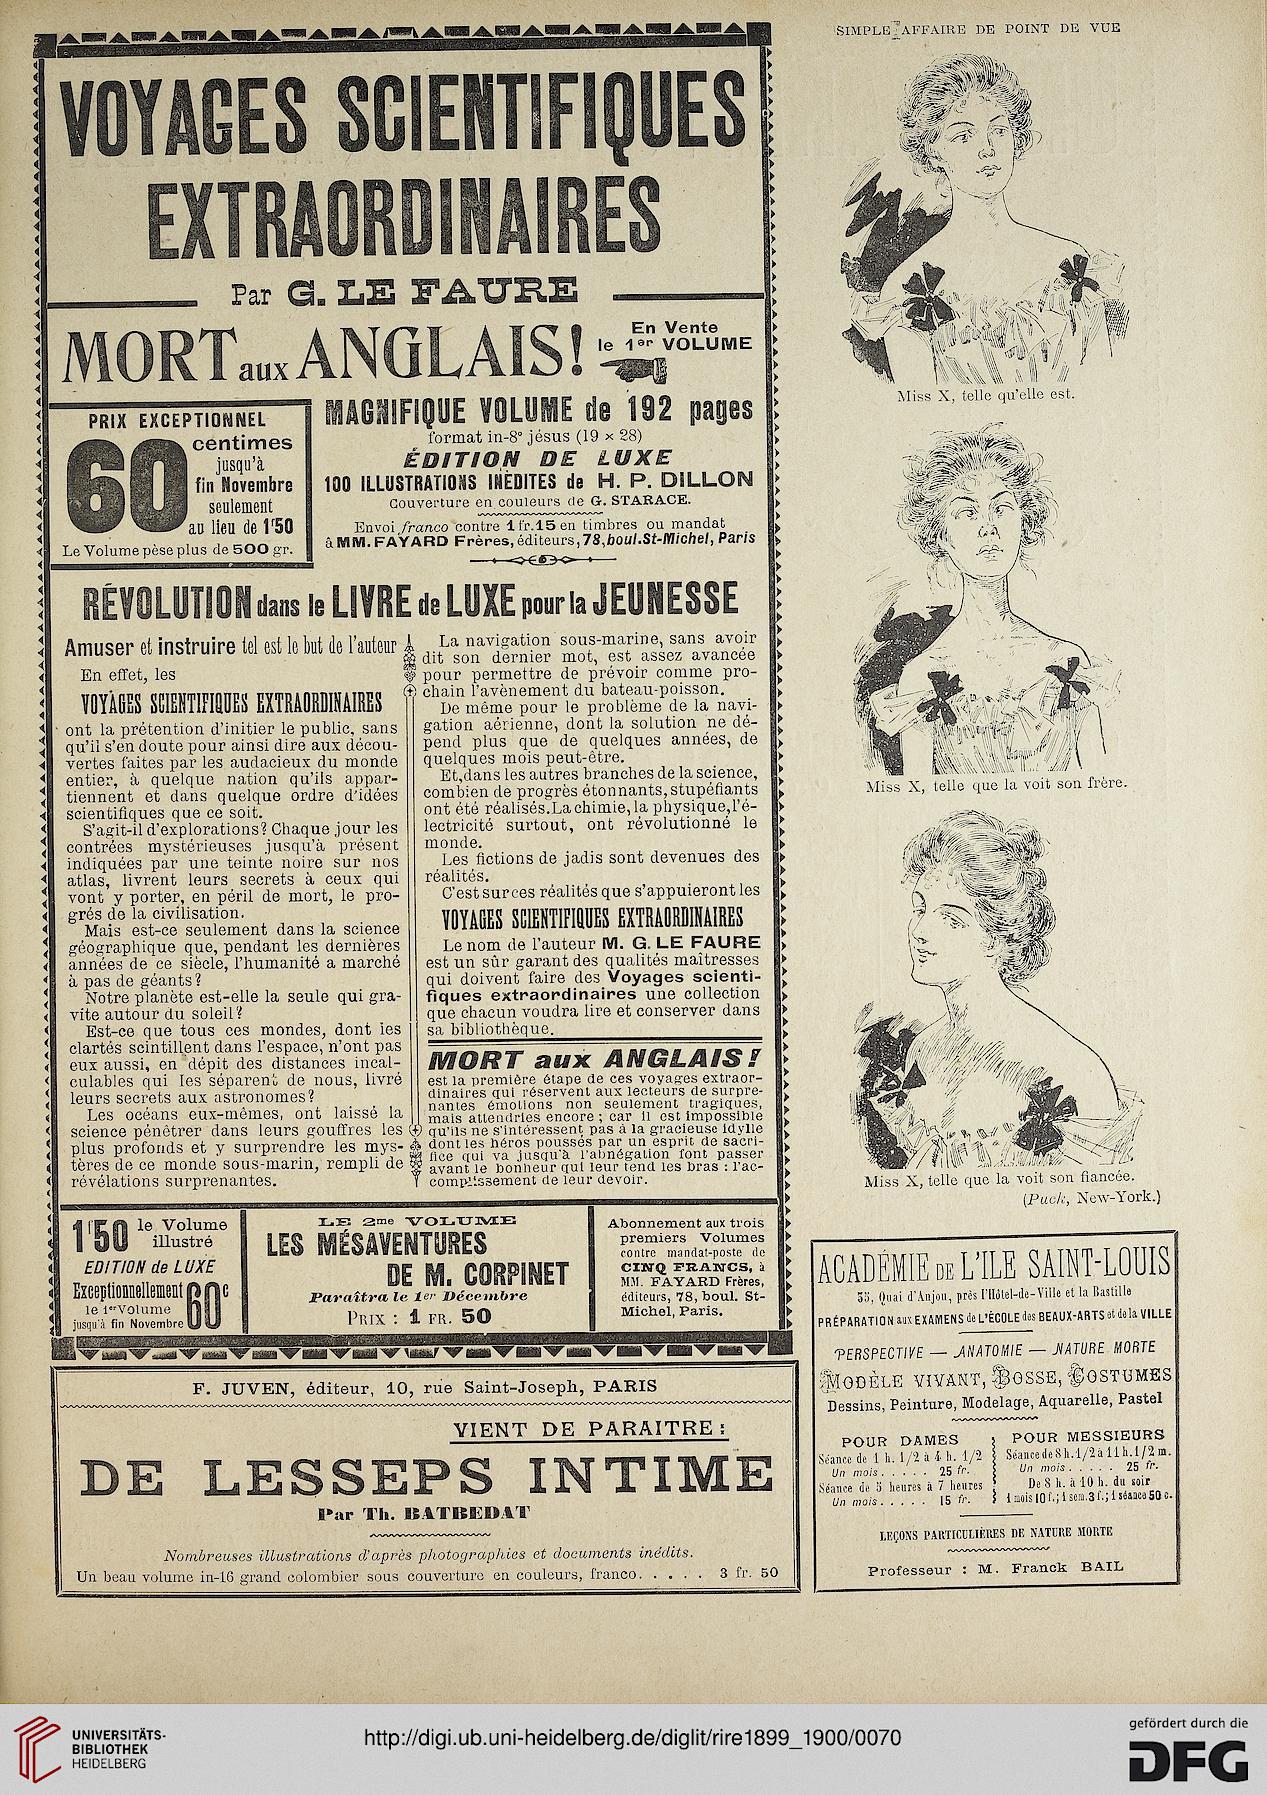 VOYAGES SCIENTIFIQUES
EXTRAORDINAIRES
Par G. LE FAURE
MORT aux ANGLAIS!
En Vente
le 1er VOLUME
PRIX EXCEPTIONNEL
60 centimes
jusqu'à
fin Novembre
seulement
au lieu de 1f50
Le Volume pèse plus de 500 gr.
MAGNIFIQUE VOLUME de 192 pages
format in-8° jésus (19 × 28)
ÉDITION DE LUXE
100 ILLUSTRATIONS INÉDITES de H. P. DILLON
Couverture en couleurs de G. STARACE.
Envoi franco contre 1 fr. 15 en timbres ou mandat
à MM. FAYARD Frères, éditeurs, 78, boul. St-Michel, Paris
RÉVOLUTION dans le LIVRE de LUXE pour la JEUNESSE
Amuser et instruire tel est le but de l'auteur
En effet, les
VOYAGES SCIENTIFIQUES EXTRAORDINAIRES
ont la prétention d'initier le public, sans
qu'il s'en doute pour ainsi dire aux décou-
vertes faites par les audacieux du monde
entier, à quelque nation qu'ils appar-
tiennent et dans quelque ordre d'idées
scientifiques que ce soit.
S'agit-il d'explorations? Chaque jour les
contrées mystérieuses jusqu'à présent
indiquées par une teinte noire sur nos
atlas, livrent leurs secrets à ceux qui
vont y porter, en péril de mort, le pro-
grés de la civilisation.
Mais est-ce seulement dans la science
géographique que, pendant les dernières
années de ce siècle, l'humanité a marché
à pas de géants?
Notre planète est-elle la seule qui gra-
vite autour du soleil?
Est-ce que tous ces mondes, dont les
clartés scintillent dans l'espace, n'ont pas
eux aussi, en dépit des distances incal-
culables qui les séparent de nous, livré
leurs secrets aux astronomes?
Les océans eux-mêmes, ont laissé la
science pénétrer dans leurs gouffres les
plus profonds et y surprendre les mys-
tères de ce monde sous-marin, rempli de
révélations surprenantes.
La navigation sous-marine, sans avoir
dit son dernier mot, est assez avancée
pour permettre de prévoir comme pro-
chain l'avènement du bateau-poisson.
De même pour le problème de la navi-
gation aérienne, dont la solution ne dé-
pend plus que de quelques années, de
quelques mois peut-être.
Et, dans les autres branches de la science,
combien de progrès étonnants, stupéfiants
ont été réalisés. La chimie, la physique, l'é-
lectricité surtout, ont révolutionné le
monde.
Les fictions de jadis sont devenues des
réalités.
C'est sur ces réalités que s'appuieront les
VOYAGES SCIENTIFIQUES EXTRAORDINAIRES
Le nom de l'auteur M. G. LE FAURE
est un sûr garant des qualités maîtresses
qui doivent faire des Voyages scienti-
fiques extraordinaires une collection
que chacun voudra lire et conserver dans
sa bibliothèque.
MORT aux ANGLAIS!
est la première étape de ces voyages extraor-
dinaires qui réservent aux lecteurs de surpre-
nantes émotions non seulement tragiques,
mais attendries encore; car il est impossible
qu'ils ne s'intéressent pas à la gracieuse idylle
dont les héros poussés par un esprit de sacri-
fice qui va jusqu'à l'abnégation font passer
avant le bonheur qui leur tend les bras : l'ac-
complissement de leur devoir.
1f50 le Volume
illustré
EDITION de LUXE
Exceptionnellement 60c
le 1er Volume
jusqu'à fin Novembre
LE 2me VOLUME
LES MÉSAVENTURES
DE M. CORPINET
Paraîtra le 1er Décembre
PRIX : 1 FR. 50
Abonnement aux trois
premiers Volumes
contre mandat-poste de
CINQ FRANCS, à
MM. FAYARD Frères,
éditeurs, 78, boul. St-
Michel, Paris.
F. JUVEN, éditeur, 10, rue Saint-Joseph, PARIS
VIENT DE PARAITRE :
DE LESSEPS INTIME
Par Th. BATBEDAT
Nombreuses illustrations d'après photographies et documents inédits.
Un beau volume in-16 grand colombier sous couverture en couleurs, franco. . . . . 3 fr. 50
SIMPLE AFFAIRE DE POINT DE VUE
Miss X, telle qu'elle est.
Miss X, telle que la voit son frère.
Miss X, telle que la voit son fiancée.
(Puck, New-York.)
ACADÉMIE DE L'ILE SAINT-LOUIS
35, Quai d'Anjou, près l'Hôtel-de-Ville et la Bastille
PRÉPARATION aux EXAMENS de L'ÉCOLE des BEAUX-ARTS et de la VILLE
PERSPECTIVE — ANATOMIE — NATURE MORTE
MODÈLE VIVANT, BOSSE, COSTUMES
Dessins, Peinture, Modelage, Aquarelle, Pastel
POUR DAMES
Séance de 1 h. 1/2 à 4 h. 1/2
Un mois. . . . . 25 fr.
Séance de 5 heures à 7 heures
Un mois. . . . . 15 fr.
POUR MESSIEURS
Séance de 8 h. 1/2 à 11 h. 1/2 m.
Un mois. . . . . 25 fr.
De 8 h. à 10 h. du soir
1 mois 10 f.; 1 sem. 3 f.; 1 séance 50 c.
LEÇONS PARTICULIÈRES DE NATURE MORTE
Professeur : M. Franck BAIL
UNIVERSITÄTS-
BIBLIOTHEK
HEIDELBERG
http://digi.ub.uni-heidelberg.de/diglit/rire1899_1900/0070
gefördert durch die
DFG